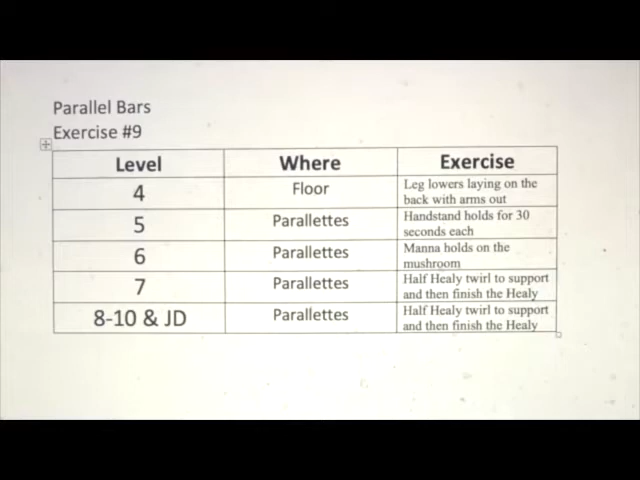 Parallel Bars
Exercise #9
Level Where Exercise
4 Floor Leg lowers laying on the
back with arms out
5 Parallettes Handstand holds for 30
seconds each
6 Parallettes Manna holds on the
mushroom
7 Parallettes Half Healy twirl to support
and then finish the Healy
8-10 & JD Parallettes Half Healy twirl to support
and then finish the Healy